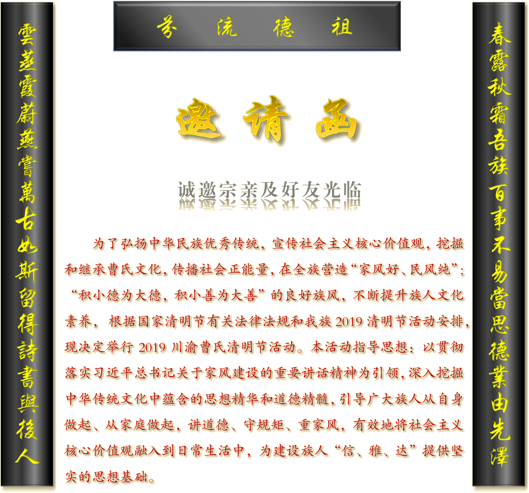 芬流德祖
春露秋霜吾族百事不易當思德業由先澤
雲蒸霞蔚燕嘗萬古如斯留得詩書與後人
邀请函
诚邀宗亲及好友光临
为了弘扬中华民族优秀传统，宣传社会主义核心价值观，挖掘
和继承曹氏文化，传播社会正能量，在全族营造“家风好、民风纯”；
“积小德为大德，积小善为大善”的良好族风，不断提升族人文化
素养， 根据国家清明节有关法律法规和我族 2019 清明节活动安排，
现决定举行 2019 川渝曹氏清明节活动。本活动指导思想：以贯彻
落实习近平总书记关于家风建设的重要讲话精神为引领，深入挖掘
中华传统文化中蕴含的思想精华和道德精髓，引导广大族人从自身
做起、从家庭做起，讲道德、守规矩、重家风，有效地将社会主义
核心价值观融入到日常生活中，为建设族人“信、雅、达”提供坚
实的思想基础。